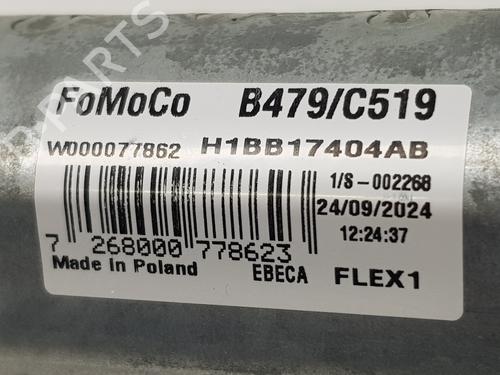 FoMoCo B479/C519
W000077862 H1BB17404AB
1/S-002268
24/09/2024
12:24:37
7 268000 778623
Made in Poland EBECA FLEX1